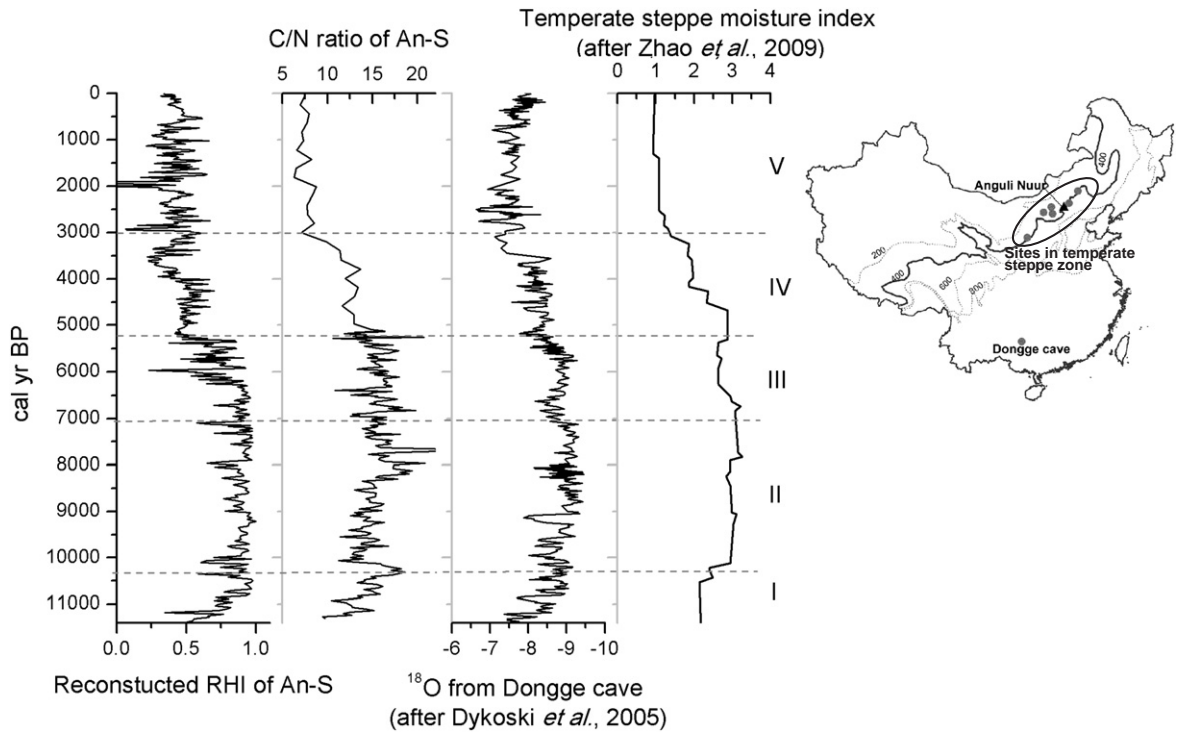 Temperate steppe moisture index
(after Zhao et al., 2009)
C/N ratio of An-S
5 10 15 20
-6 -7 -8 -9 -10
0 1 2 3 4
0
1000
2000
3000
4000
5000
6000
7000
8000
9000
10000
11000
cal yr BP
V
IV
III
II
I
0.0 0.5 1.0
Reconstucted RHI of An-S
18O from Dongge cave
(after Dykoski et al., 2005)
400
Anguli Nuur
Sites in temperate
steppe zone
200
400
600
800
Dongge cave